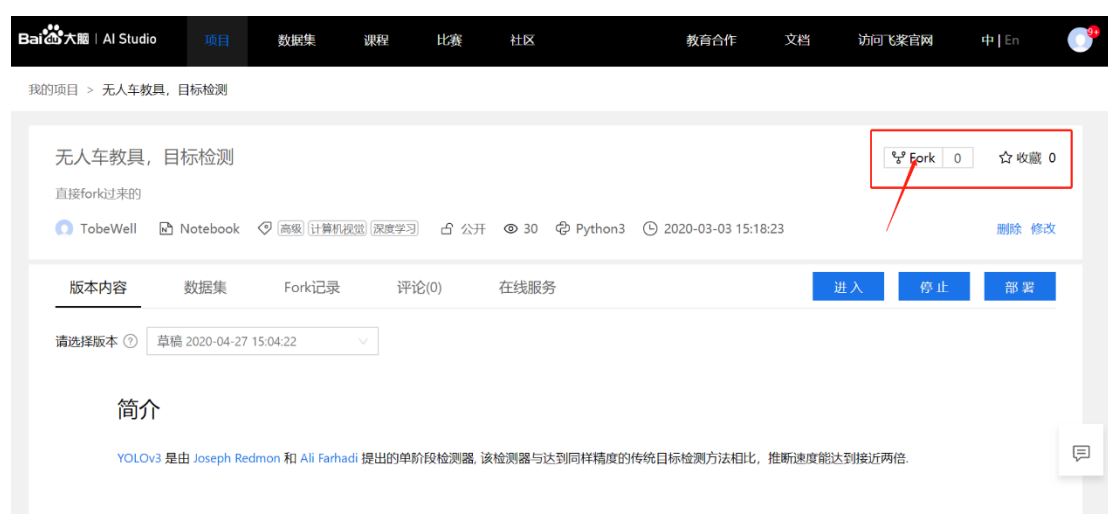 Bai du 大脑 | AI Studio 项目 数据集 课程 比赛 社区 教育合作 文档 访问飞桨官网 中 | En 9+
我的项目 > 无人车教具，目标检测
无人车教具，目标检测 Fork 0 收藏 0
直接fork过来的
TobeWell Notebook 高级 计算机视觉 深度学习 公开 30 Python3 2020-03-03 15:18:23 删除 修改
版本内容 数据集 Fork记录 评论(0) 在线服务 进入 停止 部署
请选择版本 ? 草稿 2020-04-27 15:04:22
简介
YOLOv3 是由 Joseph Redmon 和 Ali Farhadi 提出的单阶段检测器, 该检测器与达到同样精度的传统目标检测方法相比，推断速度能达到接近两倍.